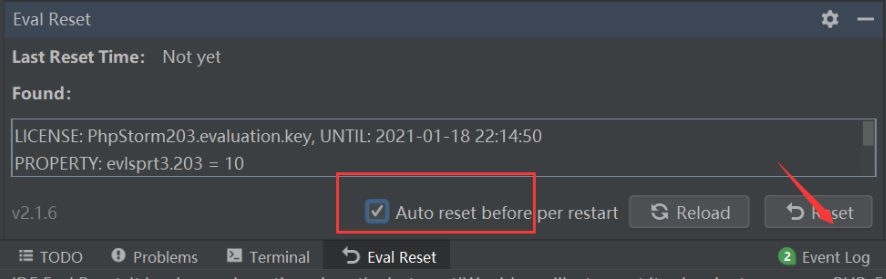 Eval Reset
Last Reset Time: Not yet
Found:
LICENSE: PhpStorm203.evaluation.key, UNTIL: 2021-01-18 22:14:50
PROPERTY: evlsprt3.203 = 10
v2.1.6 Auto reset before per restart Reload Reset
TODO Problems Terminal Eval Reset 2 Event Log